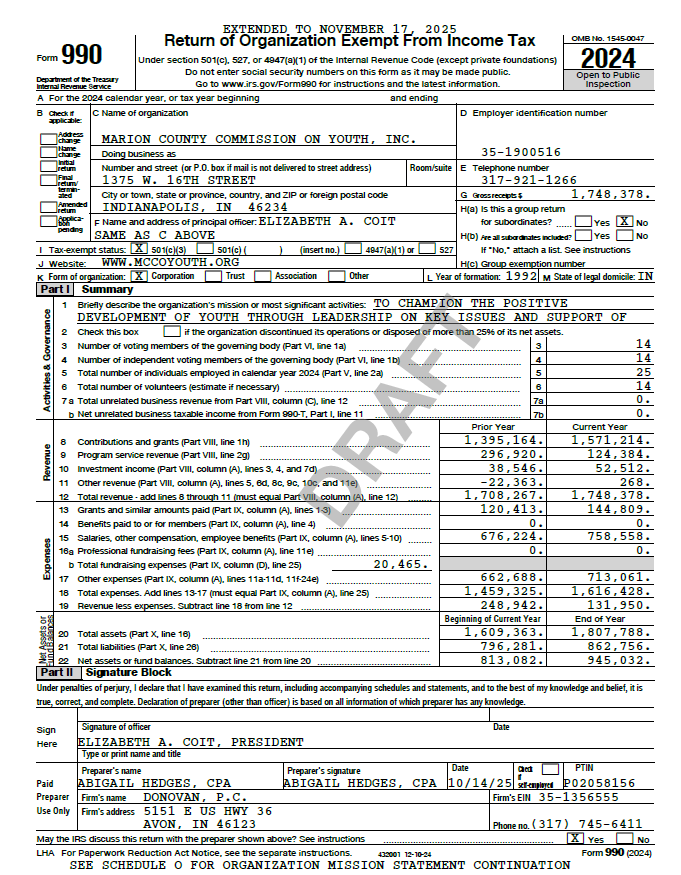 EXTENDED TO NOVEMBER 17, 2025
Form 990
Return of Organization Exempt From Income Tax
OMB No. 1545-0047
Under section 501(c), 527, or 4947(a)(1) of the Internal Revenue Code (except private foundations)
2024
Do not enter social security numbers on this form as it may be made public.
Department of the Treasury
Internal Revenue Service
Go to www.irs.gov/Form990 for instructions and the latest information.
Open to Public
Inspection
A For the 2024 calendar year, or tax year beginning and ending
B Check if applicable:
Address change
Name change
Initial return
Final return/terminated
Amended return
Application pending
C Name of organization
MARION COUNTY COMMISSION ON YOUTH, INC.
Doing business as
Number and street (or P.O. box if mail is not delivered to street address) Room/suite
1375 W. 16TH STREET
City or town, state or province, country, and ZIP or foreign postal code
INDIANAPOLIS, IN 46234
D Employer identification number
35-1900516
E Telephone number
317-921-1266
G Gross receipts $ 1,748,378.
F Name and address of principal officer: ELIZABETH A. COIT
SAME AS C ABOVE
H(a) Is this a group return
for subordinates? Yes X No
H(b) Are all subordinates included? Yes No
If "No," attach a list. See instructions
H(c) Group exemption number
I Tax-exempt status: X 501(c)(3) 501(c) ( ) (insert no.) 4947(a)(1) or 527
J Website: WWW.MCCOYOUTH.ORG
K Form of organization: X Corporation Trust Association Other
L Year of formation: 1992 M State of legal domicile: IN
Part I Summary
Activities & Governance
1 Briefly describe the organization's mission or most significant activities: TO CHAMPION THE POSITIVE
DEVELOPMENT OF YOUTH THROUGH LEADERSHIP ON KEY ISSUES AND SUPPORT OF
2 Check this box if the organization discontinued its operations or disposed of more than 25% of its net assets.
3 Number of voting members of the governing body (Part VI, line 1a) 3 14
4 Number of independent voting members of the governing body (Part VI, line 1b) 4 14
5 Total number of individuals employed in calendar year 2024 (Part V, line 2a) 5 25
6 Total number of volunteers (estimate if necessary) 6 14
7 a Total unrelated business revenue from Part VIII, column (C), line 12 7a 0.
b Net unrelated business taxable income from Form 990-T, Part I, line 11 7b 0.
Prior Year Current Year
Revenue
8 Contributions and grants (Part VIII, line 1h) 1,395,164. 1,571,214.
9 Program service revenue (Part VIII, line 2g) 296,920. 124,384.
10 Investment income (Part VIII, column (A), lines 3, 4, and 7d) 38,546. 52,512.
11 Other revenue (Part VIII, column (A), lines 5, 6d, 8c, 9c, 10c, and 11e) -22,363. 268.
12 Total revenue - add lines 8 through 11 (must equal Part VIII, column (A), line 12) 1,708,267. 1,748,378.
Expenses
13 Grants and similar amounts paid (Part IX, column (A), lines 1-3) 120,413. 144,809.
14 Benefits paid to or for members (Part IX, column (A), line 4) 0. 0.
15 Salaries, other compensation, employee benefits (Part IX, column (A), lines 5-10) 676,224. 758,558.
16a Professional fundraising fees (Part IX, column (A), line 11e) 0. 0.
b Total fundraising expenses (Part IX, column (D), line 25) 20,465.
17 Other expenses (Part IX, column (A), lines 11a-11d, 11f-24e) 662,688. 713,061.
18 Total expenses. Add lines 13-17 (must equal Part IX, column (A), line 25) 1,459,325. 1,616,428.
19 Revenue less expenses. Subtract line 18 from line 12 248,942. 131,950.
Net Assets or Fund Balances
Beginning of Current Year End of Year
20 Total assets (Part X, line 16) 1,609,363. 1,807,788.
21 Total liabilities (Part X, line 26) 796,281. 862,756.
22 Net assets or fund balances. Subtract line 21 from line 20 813,082. 945,032.
DRAFT
Part II Signature Block
Under penalties of perjury, I declare that I have examined this return, including accompanying schedules and statements, and to the best of my knowledge and belief, it is
true, correct, and complete. Declaration of preparer (other than officer) is based on all information of which preparer has any knowledge.
Sign Here
Signature of officer Date
ELIZABETH A. COIT, PRESIDENT
Type or print name and title
Paid Preparer Use Only
Preparer's name Preparer's signature Date Check if self-employed PTIN
ABIGAIL HEDGES, CPA ABIGAIL HEDGES, CPA 10/14/25 P02058156
Firm's name DONOVAN, P.C. Firm's EIN 35-1356555
Firm's address 5151 E US HWY 36
AVON, IN 46123 Phone no. (317) 745-6411
May the IRS discuss this return with the preparer shown above? See instructions X Yes No
LHA For Paperwork Reduction Act Notice, see the separate instructions. 432001 12-10-24 Form 990 (2024)
SEE SCHEDULE O FOR ORGANIZATION MISSION STATEMENT CONTINUATION